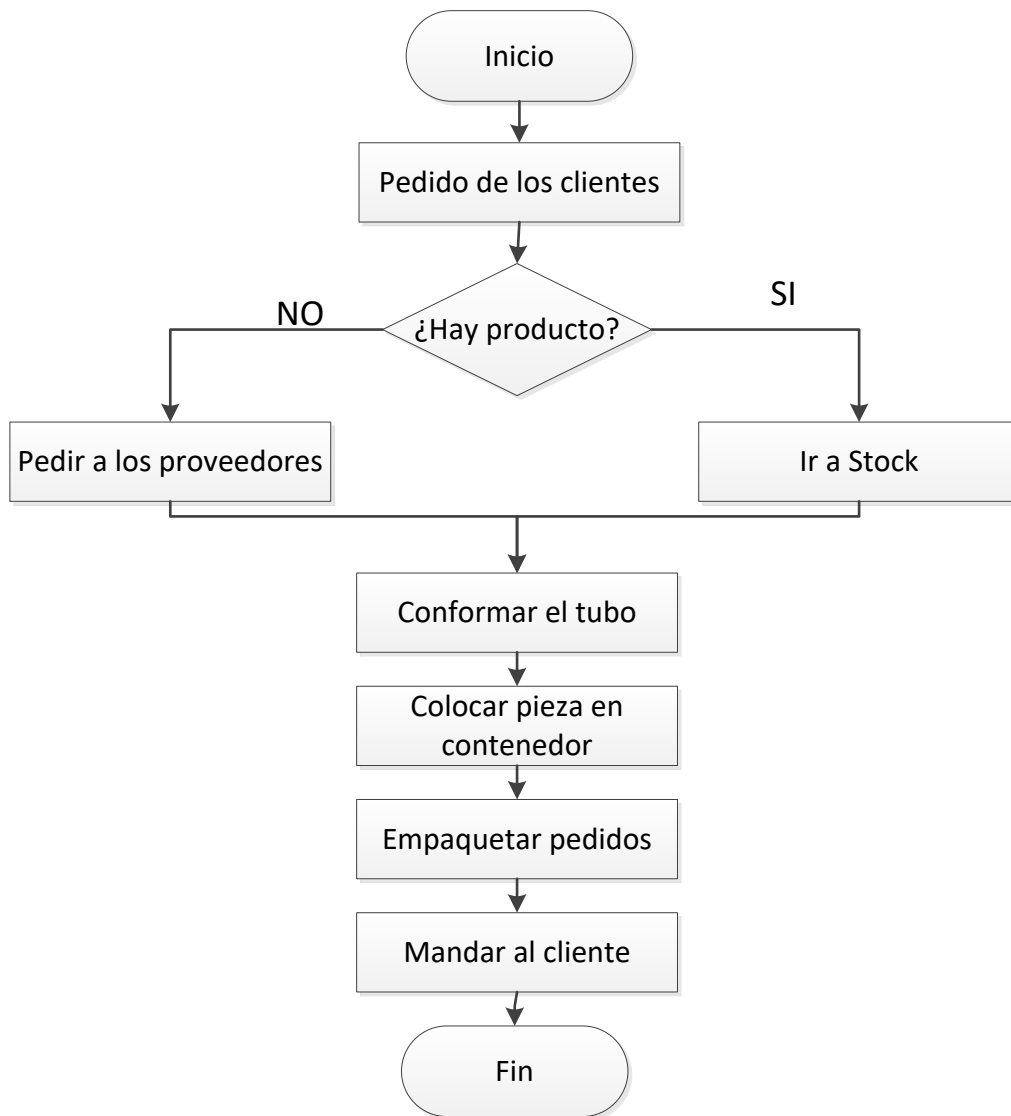 Inicio
Pedido de los clientes
¿Hay producto?
NO
SI
Pedir a los proveedores
Ir a Stock
Conformar el tubo
Colocar pieza en
contenedor
Empaquetar pedidos
Mandar al cliente
Fin